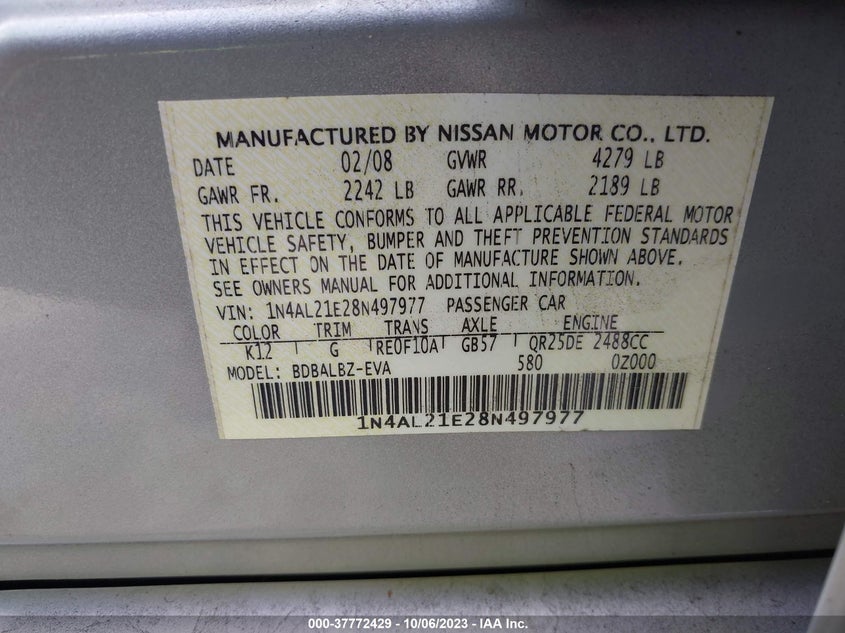 MANUFACTURED BY NISSAN MOTOR CO., LTD.
DATE 02/08 GVWR 4279 LB
GAWR FR. 2242 LB GAWR RR. 2189 LB
THIS VEHICLE CONFORMS TO ALL APPLICABLE FEDERAL MOTOR
VEHICLE SAFETY, BUMPER AND THEFT PREVENTION STANDARDS
IN EFFECT ON THE DATE OF MANUFACTURE SHOWN ABOVE.
SEE OWNERS MANUAL FOR ADDITIONAL INFORMATION.
VIN: 1N4AL21E28N497977 PASSENGER CAR
COLOR TRIM TRANS AXLE ENGINE
K12 G RE0F10A GB57 QR25DE 2488CC
MODEL: BDBALBZ-EVA 580 0Z000
1N4AL21E28N497977
000-37772429 - 10/06/2023 - IAA Inc.